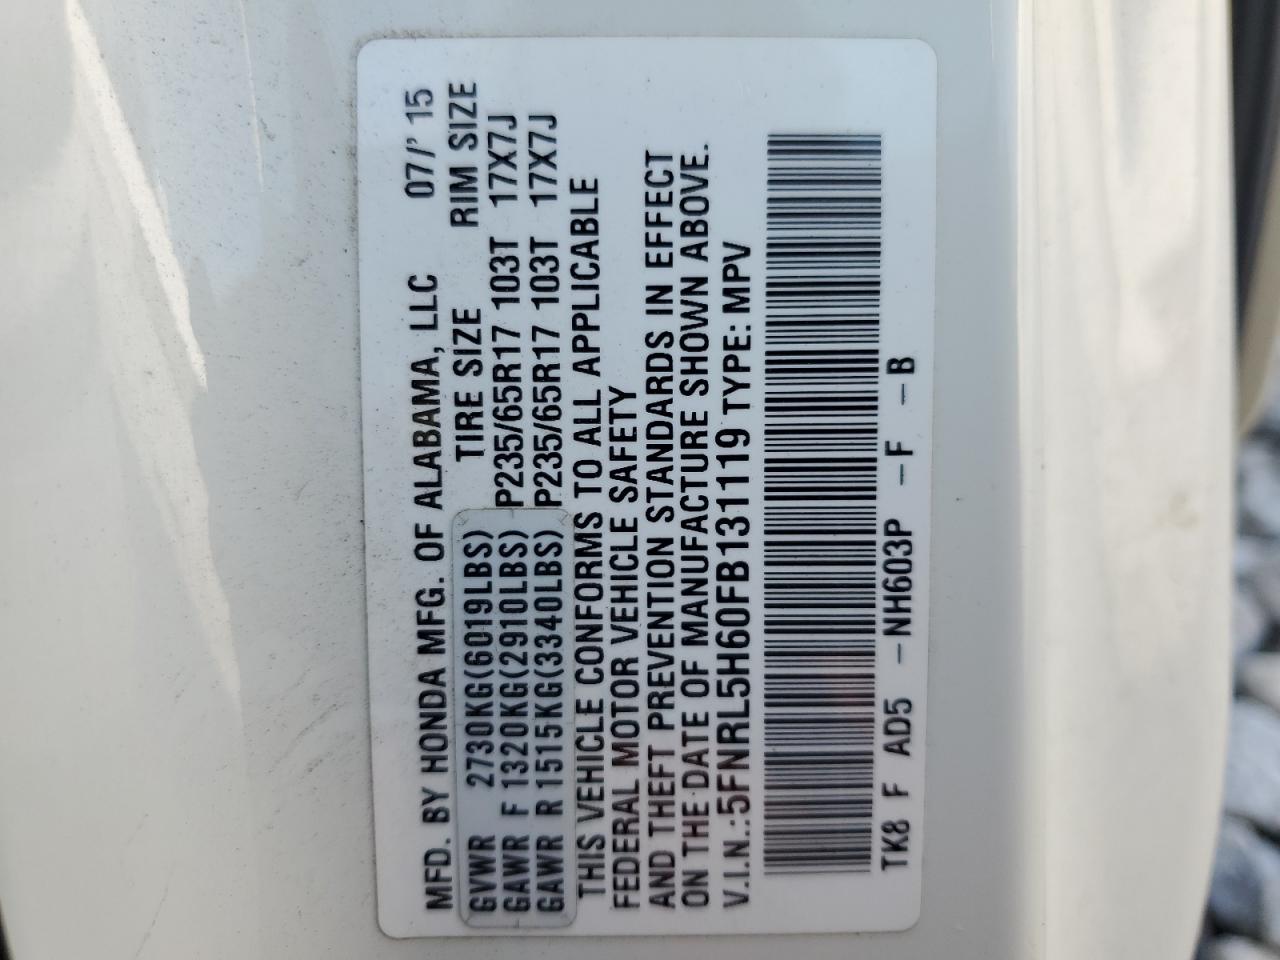 MFD. BY HONDA MFG. OF ALABAMA, LLC 07/' 15
TIRE SIZE RIM SIZE
GVWR 2730KG(6019LBS)
GAWR F 1320KG(2910LBS) P235/65R17 103T 17X7J
GAWR R 1515KG(3340LBS) P235/65R17 103T 17X7J
THIS VEHICLE CONFORMS TO ALL APPLICABLE
FEDERAL MOTOR VEHICLE SAFETY
AND THEFT PREVENTION STANDARDS IN EFFECT
ON THE DATE OF MANUFACTURE SHOWN ABOVE.
V.I.N.:5FNRL5H60FB131119 TYPE: MPV
TK8 F AD5 -NH603P -F -B